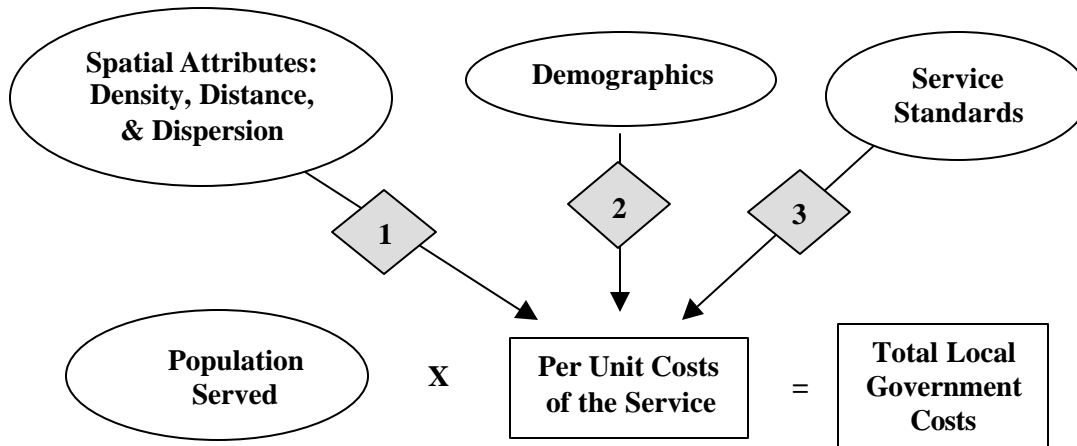 Spatial Attributes:
Density, Distance,
& Dispersion
Demographics
Service
Standards
1
2
3
Population
Served
X
Per Unit Costs
of the Service
=
Total Local
Government
Costs